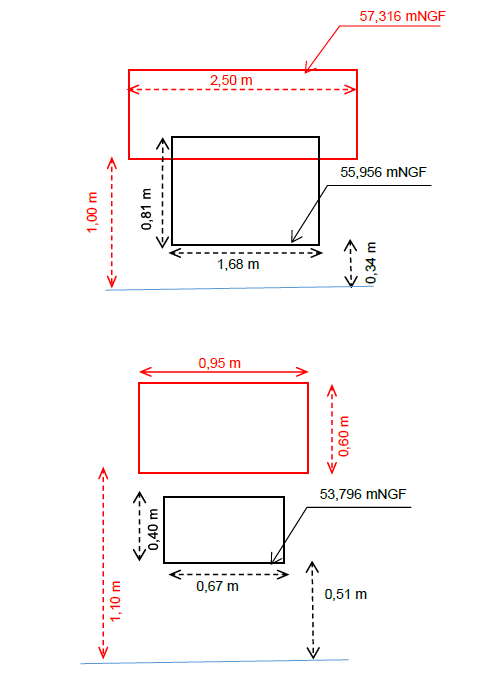 57,316 mNGF
2,50 m
55,956 mNGF
0,81 m
1,00 m
0,34 m
1,68 m
0,95 m
0,60 m
53,796 mNGF
0,40 m
0,67 m
0,51 m
1,10 m